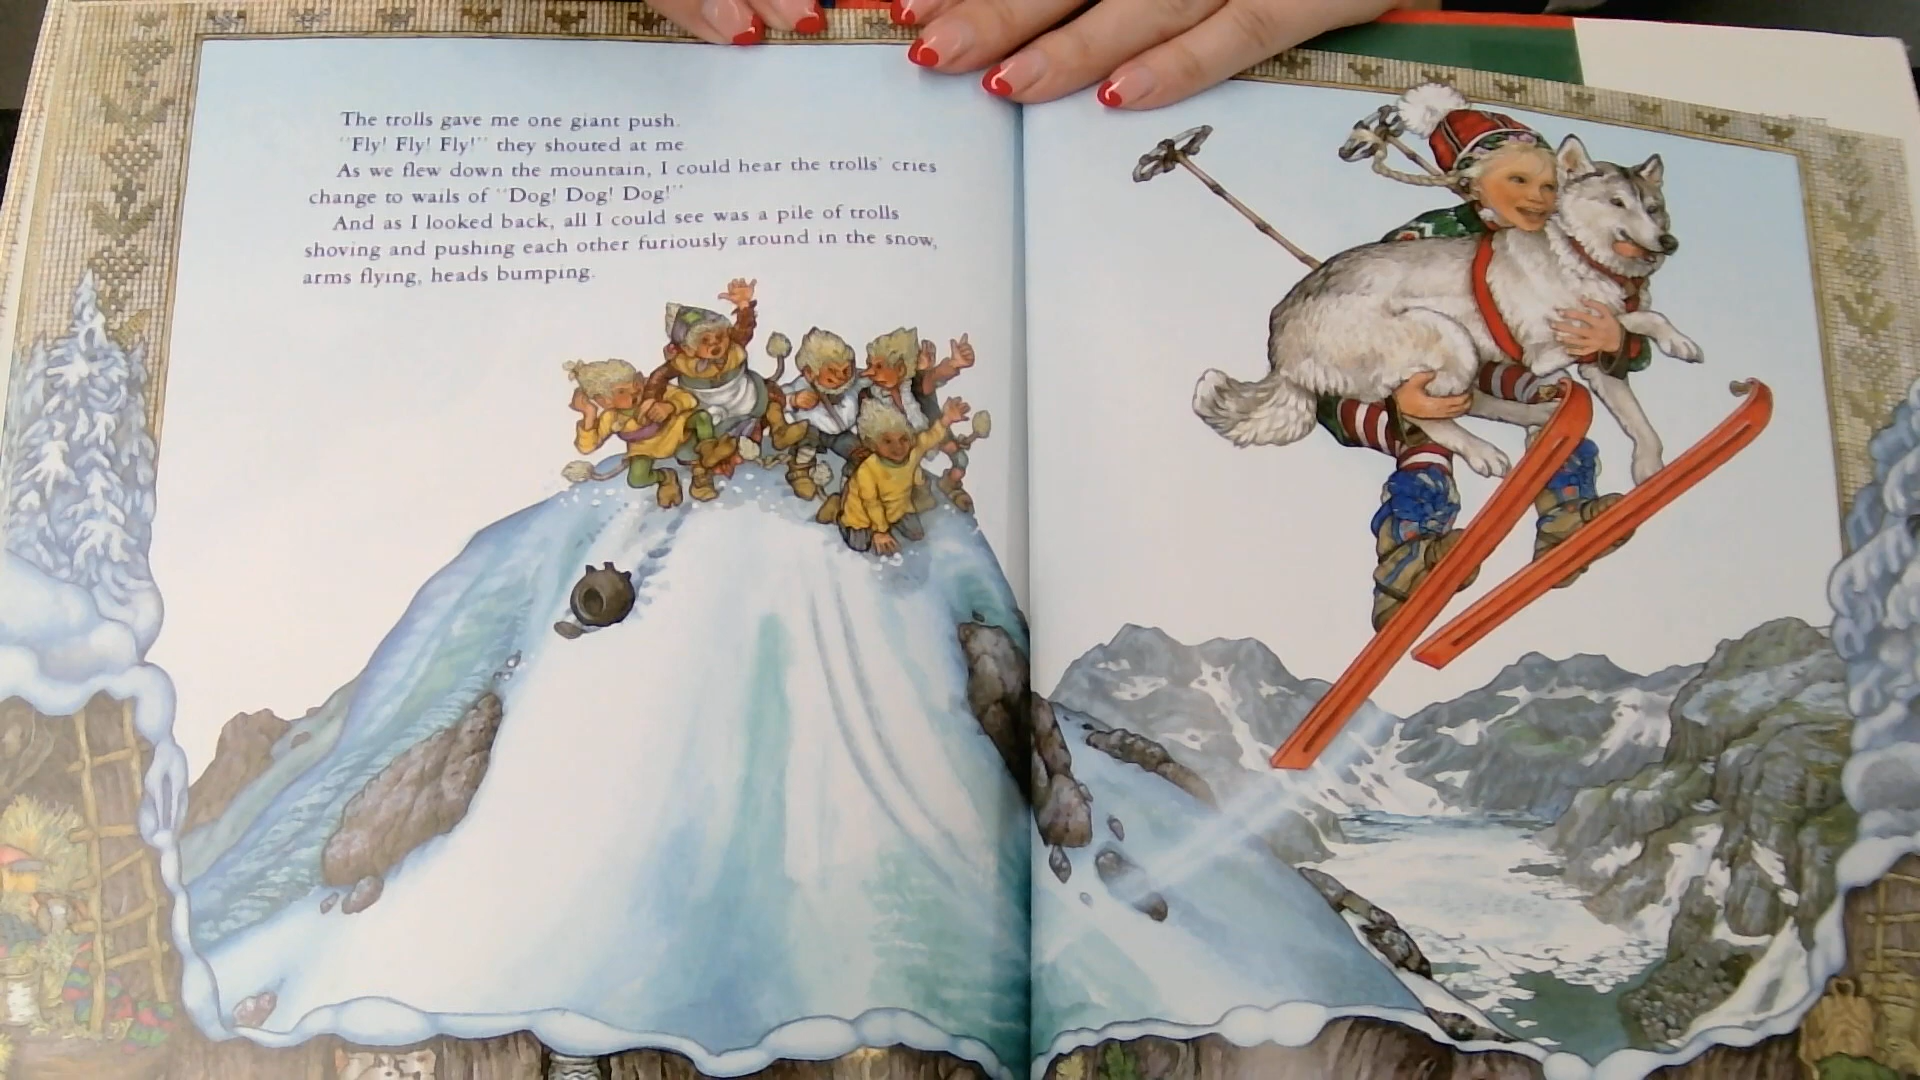 The trolls gave me one giant push.
"Fly! Fly! Fly!" they shouted at me
As we flew down the mountain, I could hear the trolls' cries
change to wails of "Dog! Dog! Dog!"
And as I looked back, all I could see was a pile of trolls
shoving and pushing each other furiously around in the snow,
arms flying, heads bumping.